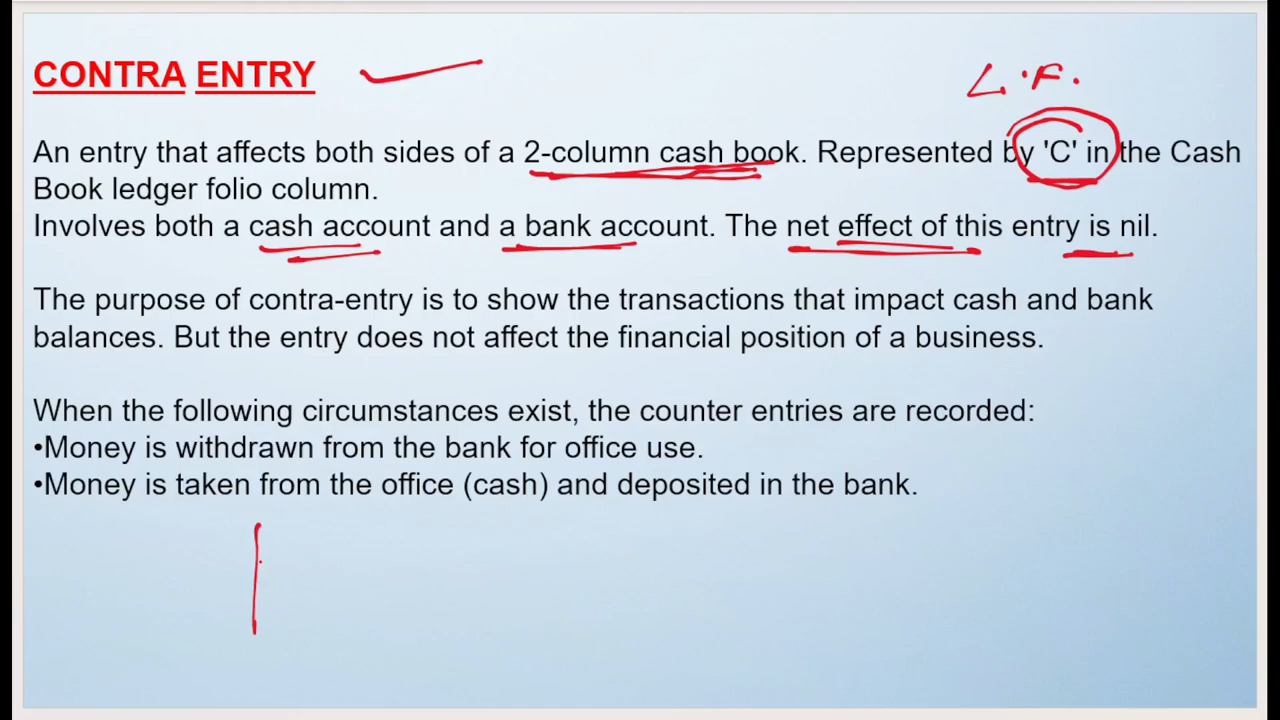 CONTRA ENTRY
L.F.
An entry that affects both sides of a 2-column cash book. Represented by 'C' in the Cash
Book ledger folio column.
Involves both a cash account and a bank account. The net effect of this entry is nil.
The purpose of contra-entry is to show the transactions that impact cash and bank
balances. But the entry does not affect the financial position of a business.
When the following circumstances exist, the counter entries are recorded:
•Money is withdrawn from the bank for office use.
•Money is taken from the office (cash) and deposited in the bank.